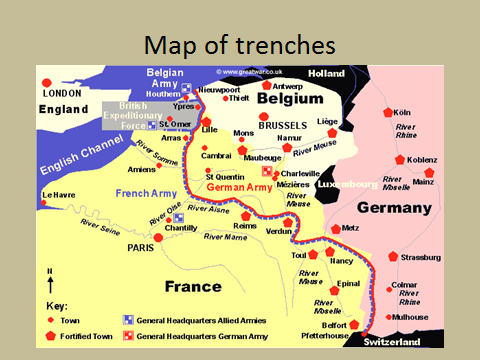 Map of trenches
© www.greatwar.co.uk
Holland
Belgian
Army
Nieuwpoort
Antwerp
LONDON
Houthem
Thielt
Belgium
Köln
England
Ypres
British
Expeditionary
Force
St. Omer
BRUSSELS
Liège
River
Rhine
Lille
Mons
Namur
Arras
River Meuse
Koblenz
English Channel
River Somme
Cambrai
Maubeuge
Charleville
River
Moselle
Mainz
Amiens
St Quentin
German Army
Mézières
Luxembourg
Le Havre
French Army
River Aisne
River
Meuse
Germany
River Oise
Chantilly
Reims
Verdun
Metz
River Seine
River Marne
PARIS
Toul
Nancy
Strassburg
N
France
River
Meuse
Epinal
River
Moselle
Colmar
River
Rhine
Key:
Town
General Headquarters Allied Armies
Belfort
Mulhouse
Fortified Town
General Headquarters German Army
Pfetterhouse
Switzerland